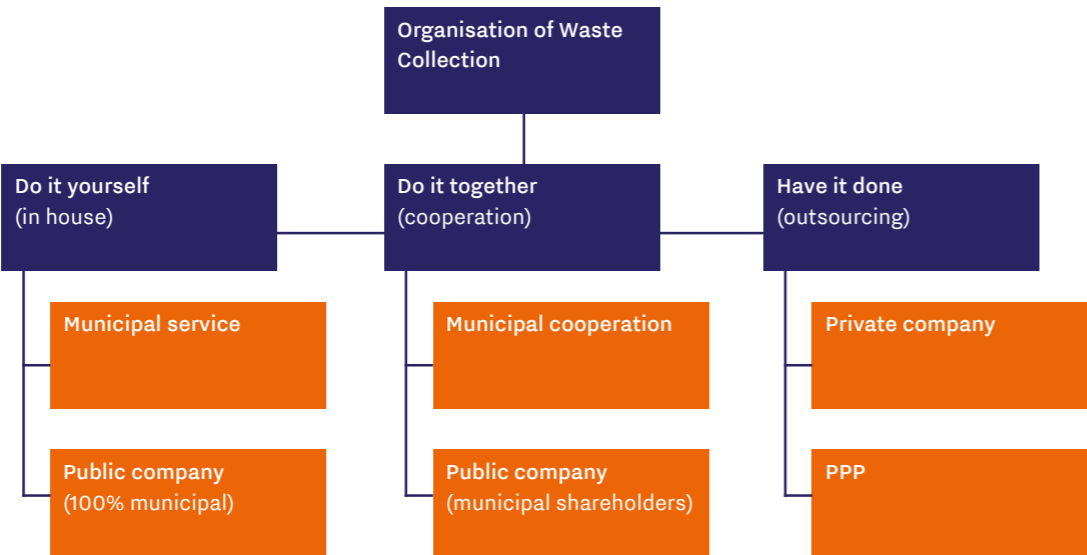 Organisation of Waste
Collection
Do it yourself
(in house)
Do it together
(cooperation)
Have it done
(outsourcing)
Municipal service
Municipal cooperation
Private company
Public company
(100% municipal)
Public company
(municipal shareholders)
PPP